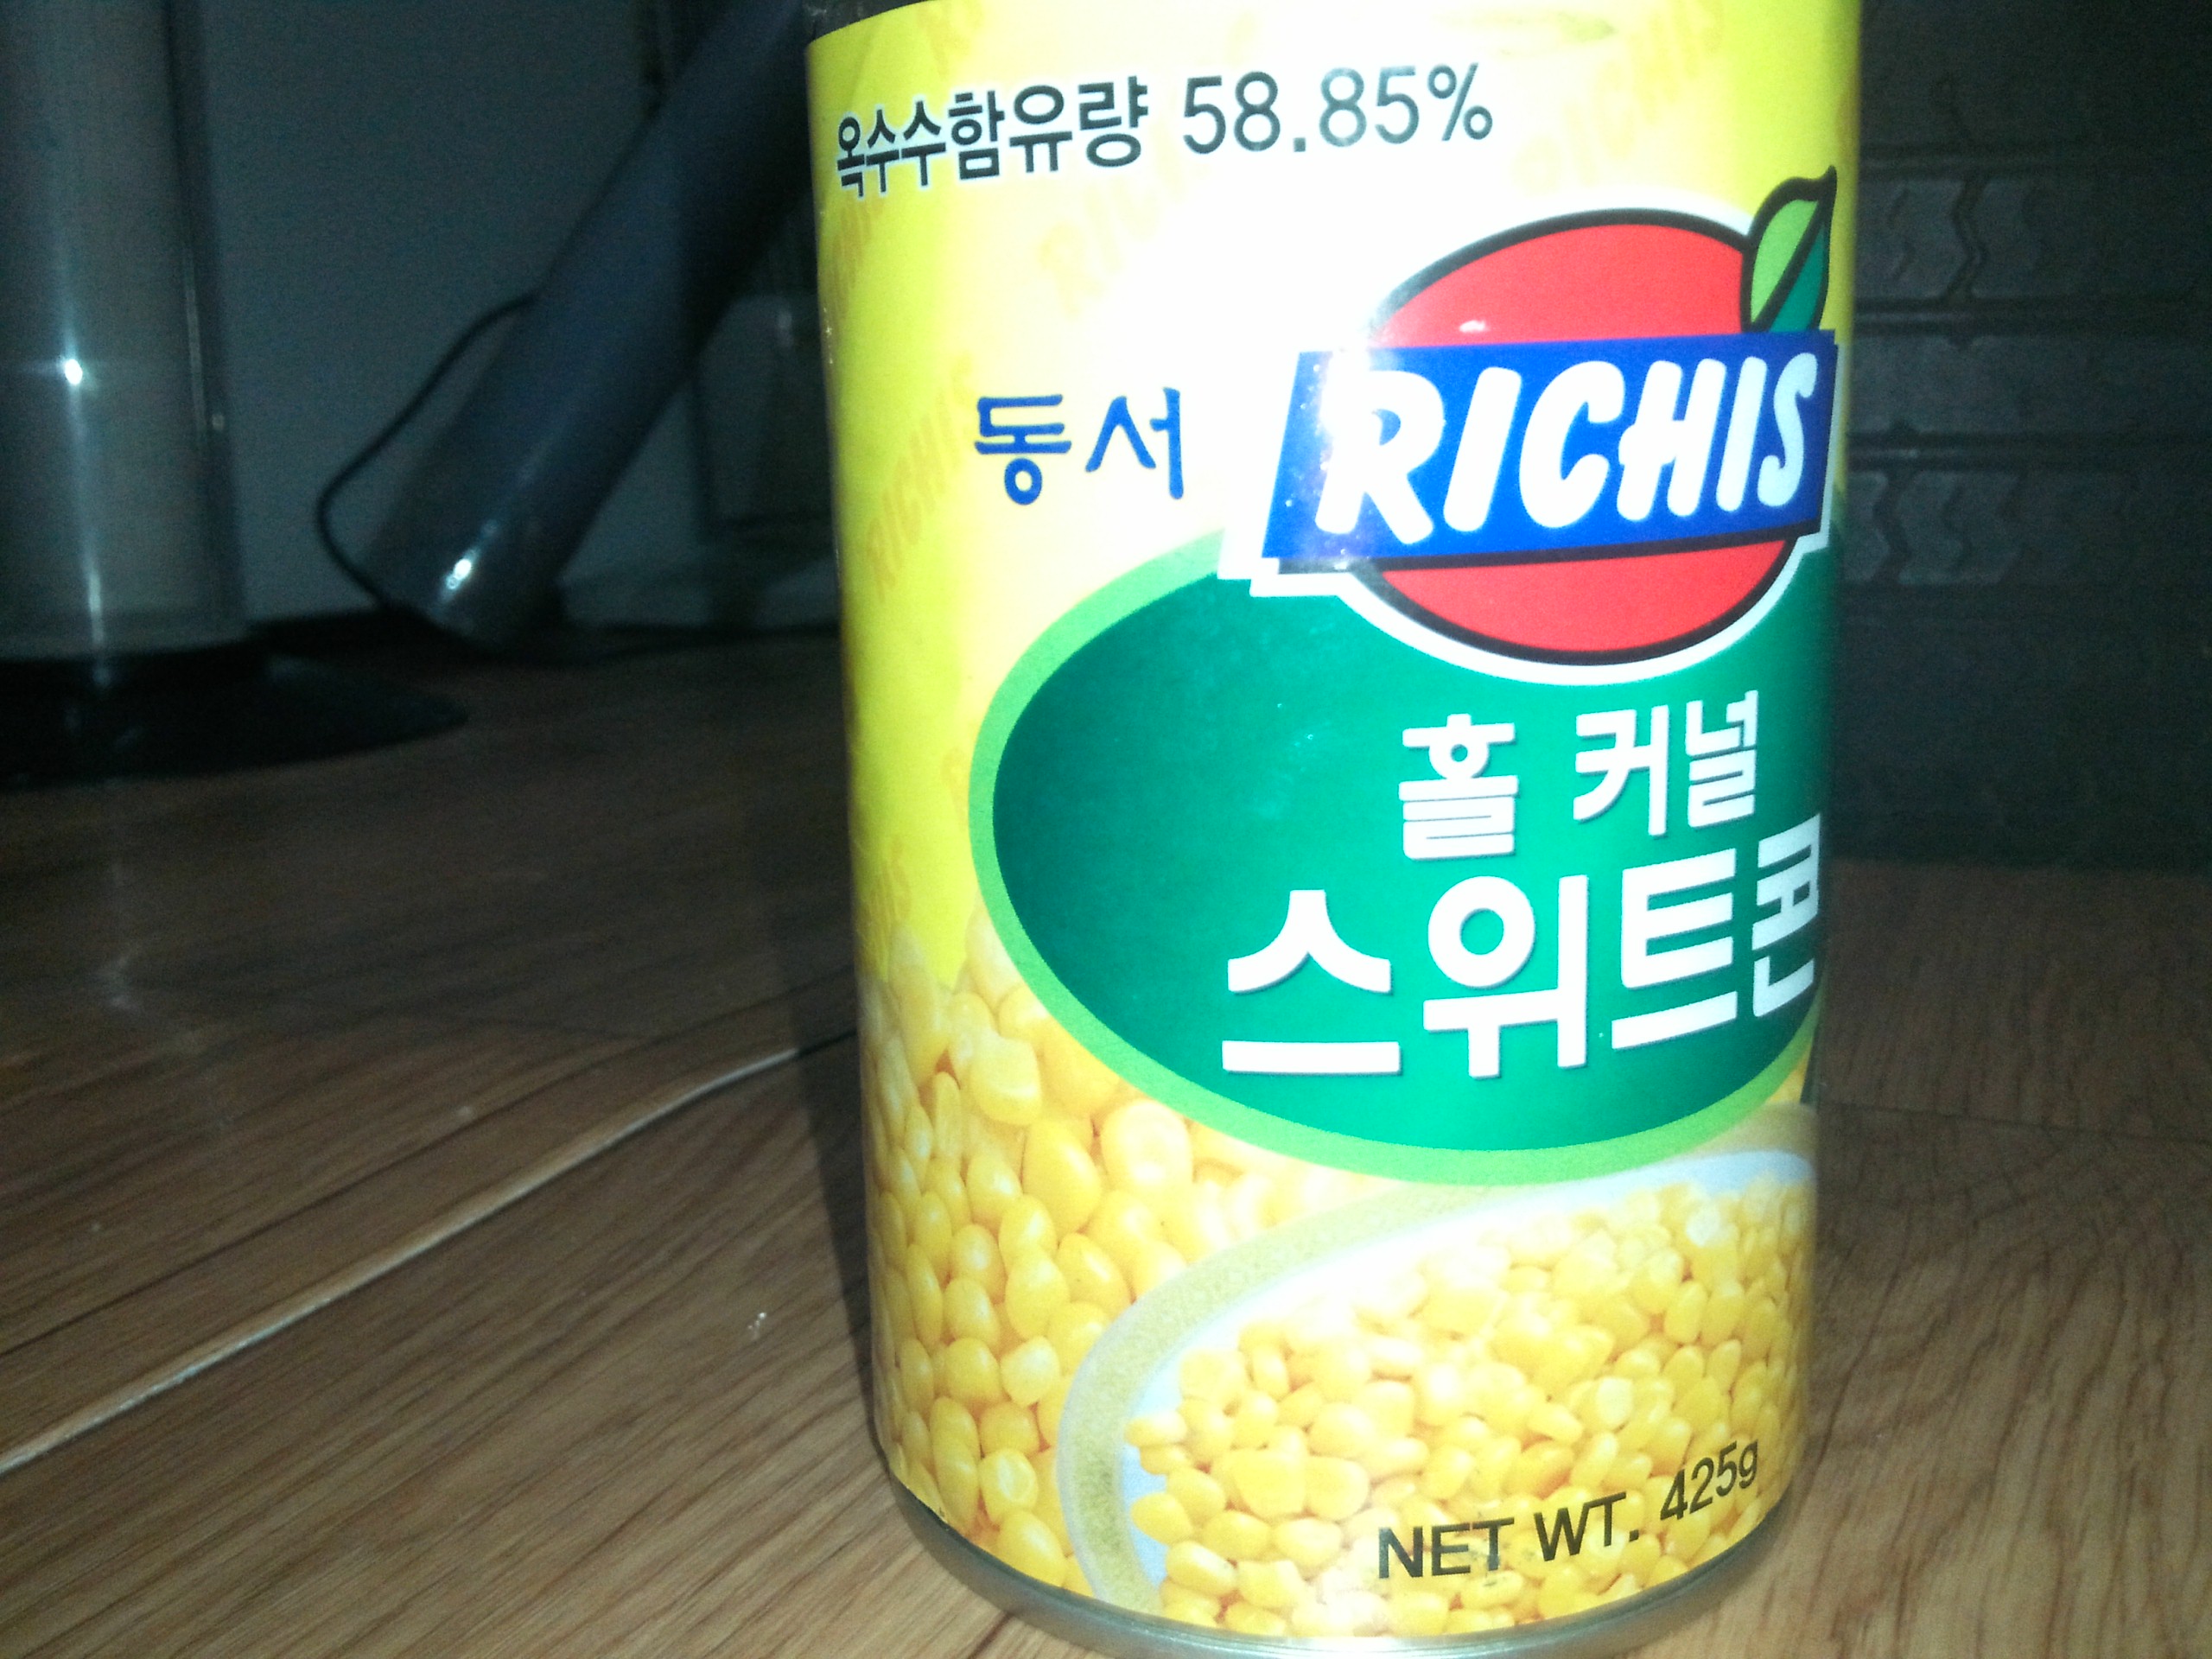 옥수수함유량 58.85%
동서 RICHIS
홀 커널
스위트콘
NET WT. 425g